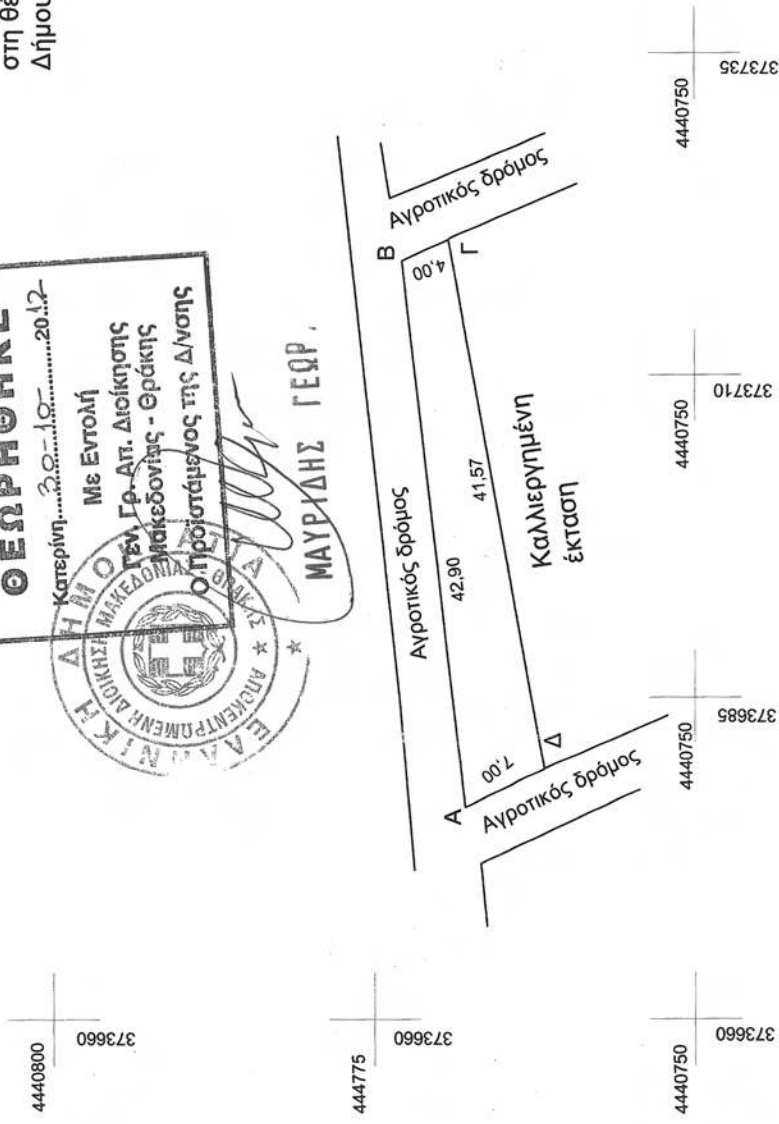 στη θέ
Δήμου
ΘΕΩΡΗΘΗΚΕ
Κατερίνη 30-10- 2012
Με Εντολή
Γεν. Γρ. Απ. Διοίκησης
Μακεδονίας - Θράκης
Ο Προϊστάμενος της Δ/νσης
ΜΑΥΡΙΔΗΣ ΓΕΩΡ.
ΕΛΛΗΝΙΚΗ ΔΗΜΟΚΡΑΤΙΑ
ΑΠΟΚΕΝΤΡΩΜΕΝΗ ΔΙΟΙΚΗΣΗ ΜΑΚΕΔΟΝΙΑΣ ΘΡΑΚΗΣ
4440800
373660
444775
373660
4440750
373660
4440750
373685
4440750
373710
4440750
373735
Αγροτικός δρόμος
Αγροτικός δρόμος
Αγροτικός δρόμος
Α
Β
Γ
Δ
42,90
4,00
41,57
7,00
Καλλιεργημένη
έκταση